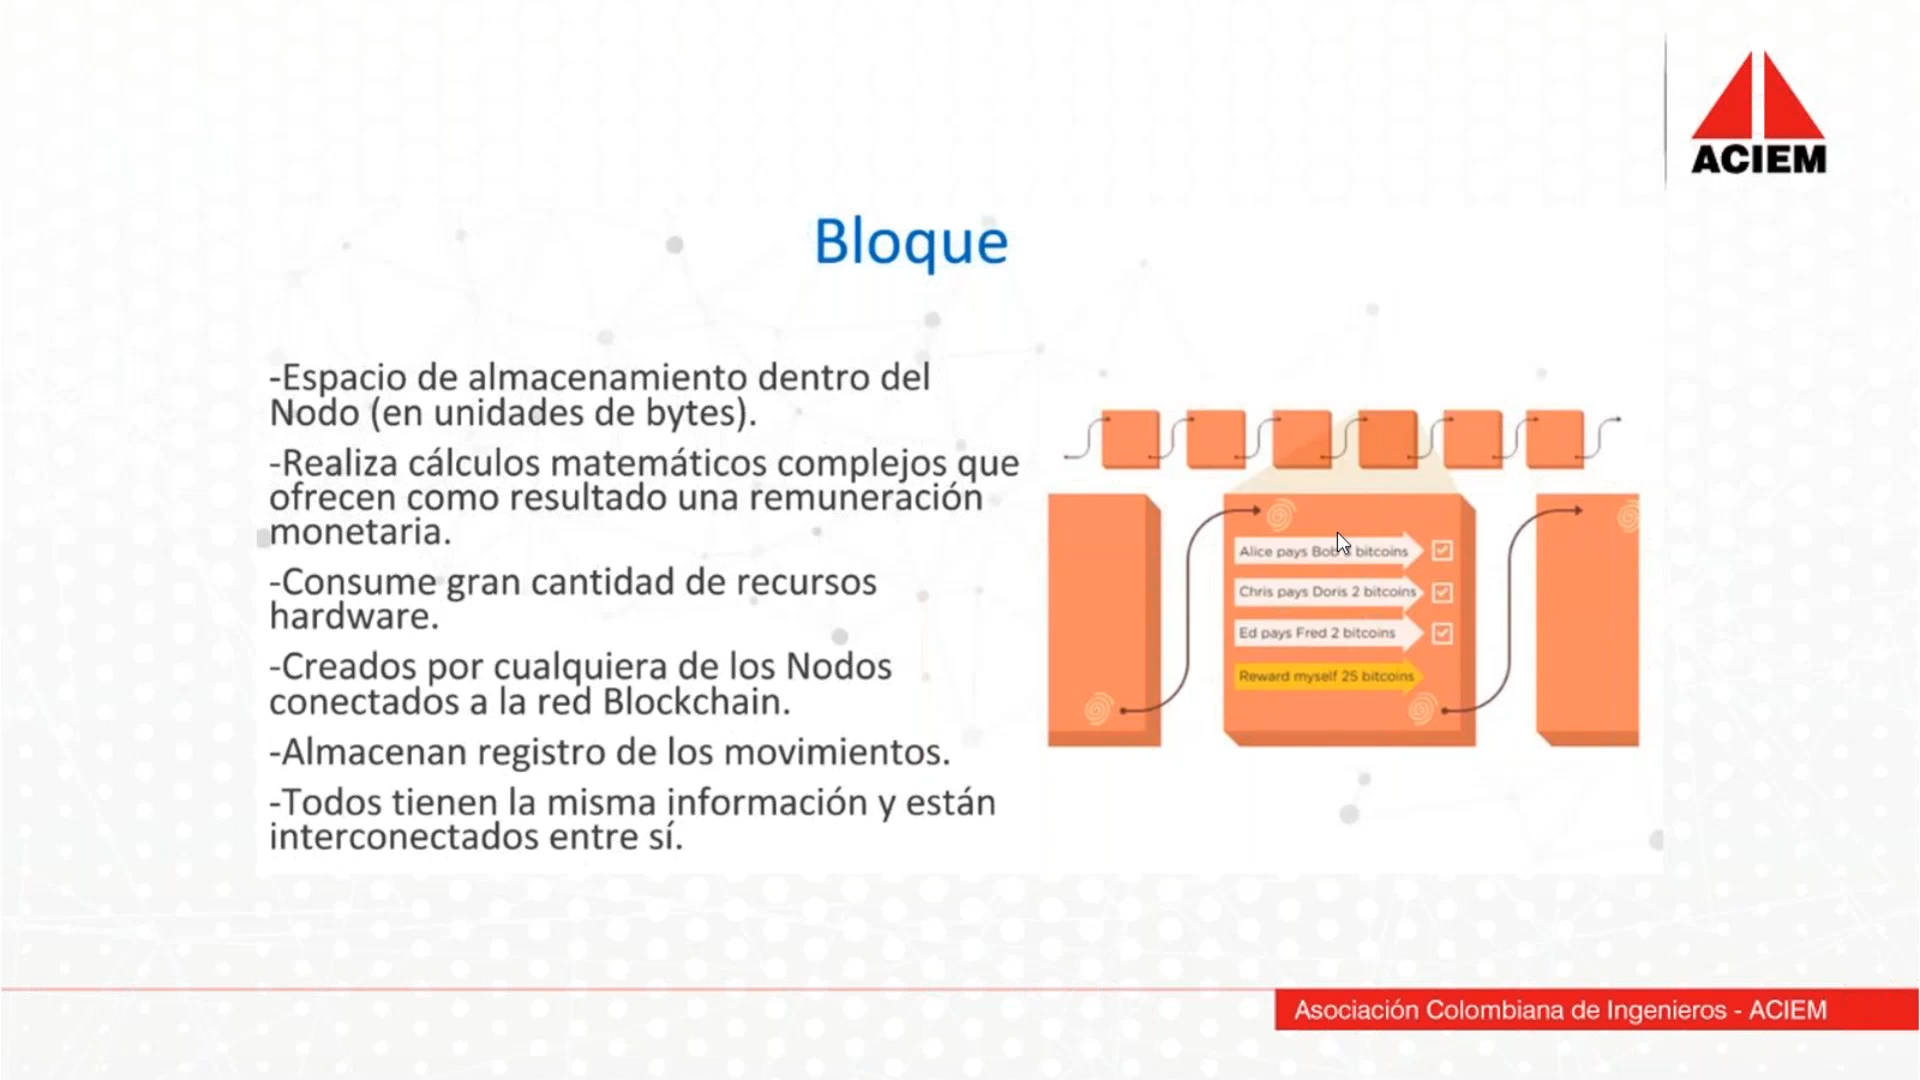 ACIEM
Bloque
-Espacio de almacenamiento dentro del
Nodo (en unidades de bytes).
-Realiza cálculos matemáticos complejos que
ofrecen como resultado una remuneración
monetaria.
-Consume gran cantidad de recursos
hardware.
-Creados por cualquiera de los Nodos
conectados a la red Blockchain.
-Almacenan registro de los movimientos.
-Todos tienen la misma información y están
interconectados entre sí.
Alice pays Bob bitcoins
Chris pays Doris 2 bitcoins
Ed pays Fred 2 bitcoins
Reward myself 25 bitcoins
Asociación Colombiana de Ingenieros - ACIEM